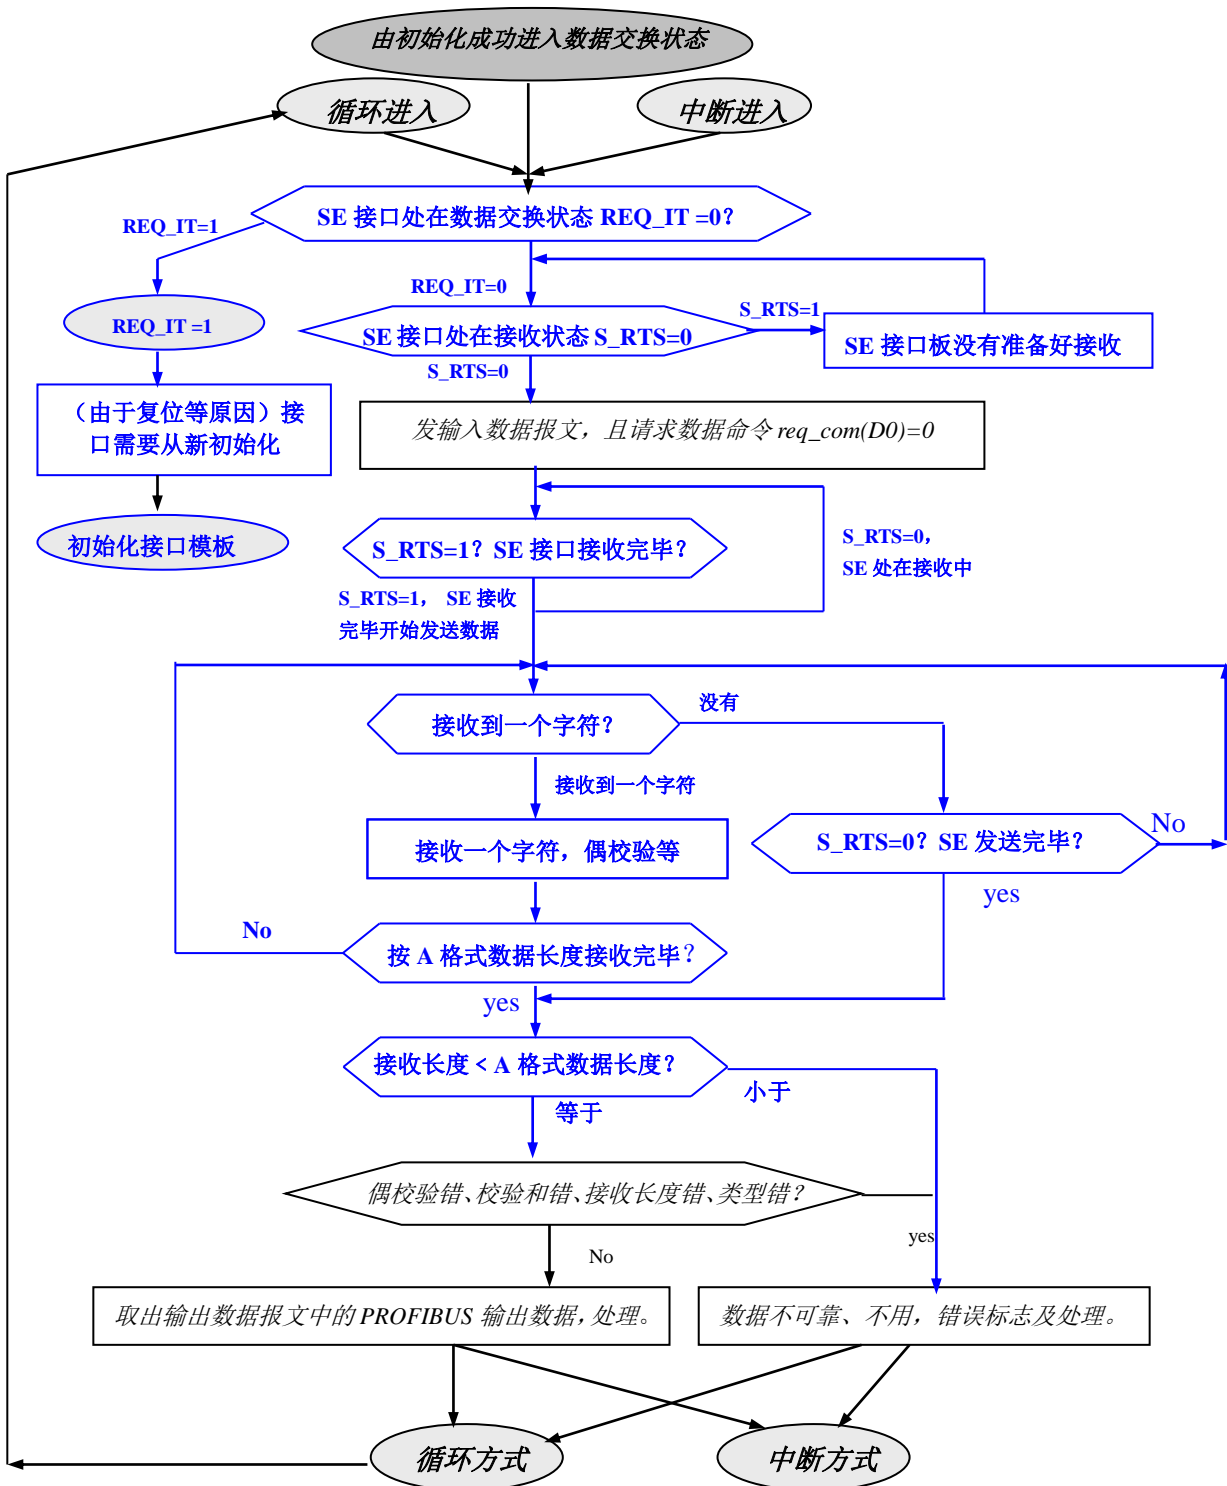 由初始化成功进入数据交换状态
循环进入
中断进入
SE 接口处在数据交换状态 REQ_IT =0？
REQ_IT=1
REQ_IT=0
REQ_IT =1
SE 接口处在接收状态 S_RTS=0
S_RTS=1
SE 接口板没有准备好接收
S_RTS=0
（由于复位等原因）接
口需要从新初始化
发输入数据报文，且请求数据命令 req_com(D0)=0
初始化接口模板
S_RTS=1？SE 接口接收完毕？
S_RTS=0，
SE 处在接收中
S_RTS=1， SE 接收
完毕开始发送数据
接收到一个字符？
没有
接收到一个字符
接收一个字符，偶校验等
S_RTS=0？SE 发送完毕？
No
yes
No
按 A 格式数据长度接收完毕？
yes
接收长度＜A 格式数据长度？
小于
等于
偶校验错、校验和错、接收长度错、类型错？
yes
No
取出输出数据报文中的 PROFIBUS 输出数据，处理。
数据不可靠、不用，错误标志及处理。
循环方式
中断方式